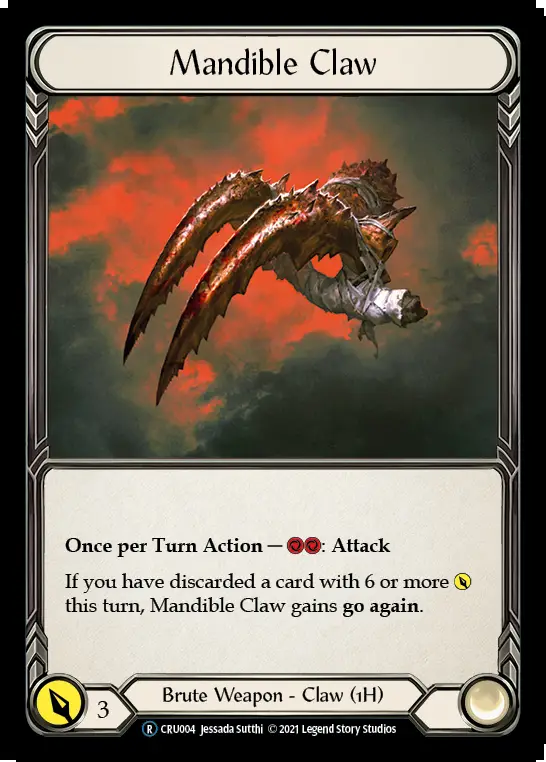 Mandible Claw
Once per Turn Action — : Attack
If you have discarded a card with 6 or more
this turn, Mandible Claw gains go again.
3
Brute Weapon - Claw (1H)
R CRU004 Jessada Sutthi © 2021 Legend Story Studios